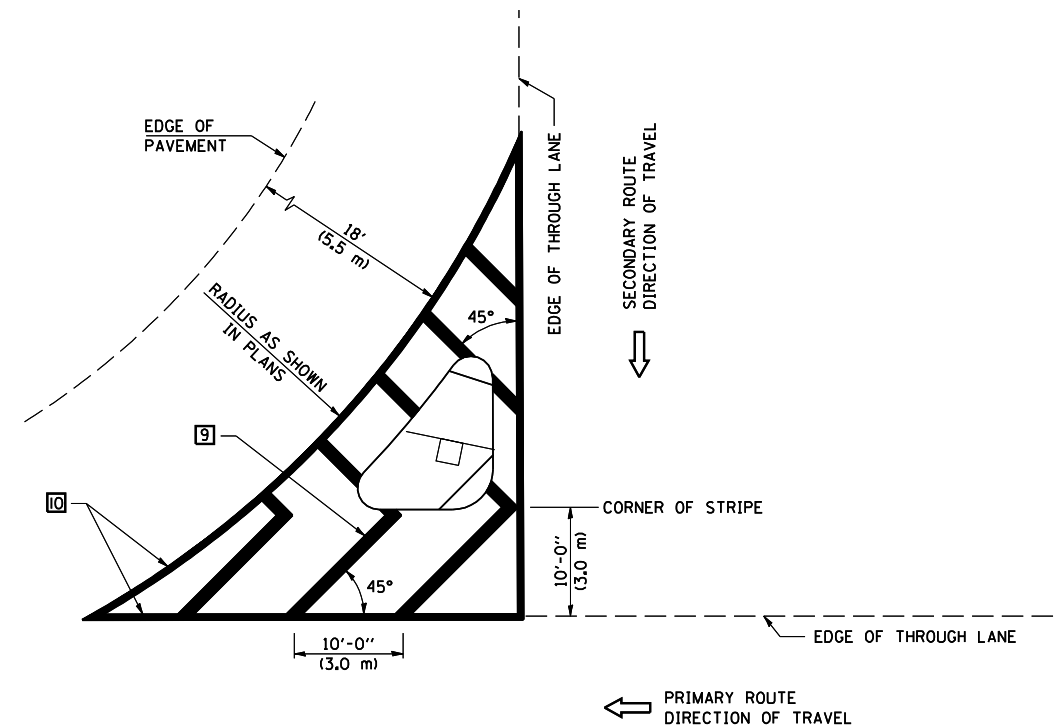 EDGE OF
PAVEMENT
18'
(5.5 m)
RADIUS AS SHOWN
IN PLANS
EDGE OF THROUGH LANE
SECONDARY ROUTE
DIRECTION OF TRAVEL
45°
9
10
CORNER OF STRIPE
10'-0"
(3.0 m)
45°
10'-0"
(3.0 m)
EDGE OF THROUGH LANE
PRIMARY ROUTE
DIRECTION OF TRAVEL